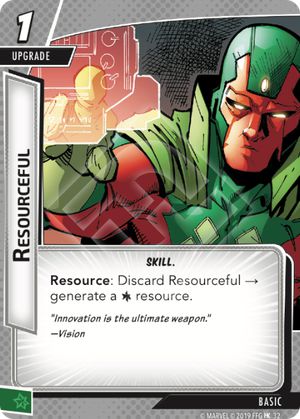 1
UPGRADE
RESOURCEFUL
SKILL.
Resource: Discard Resourceful →
generate a resource.
"Innovation is the ultimate weapon."
—Vision
BASIC
© MARVEL © 2019 FFG 32